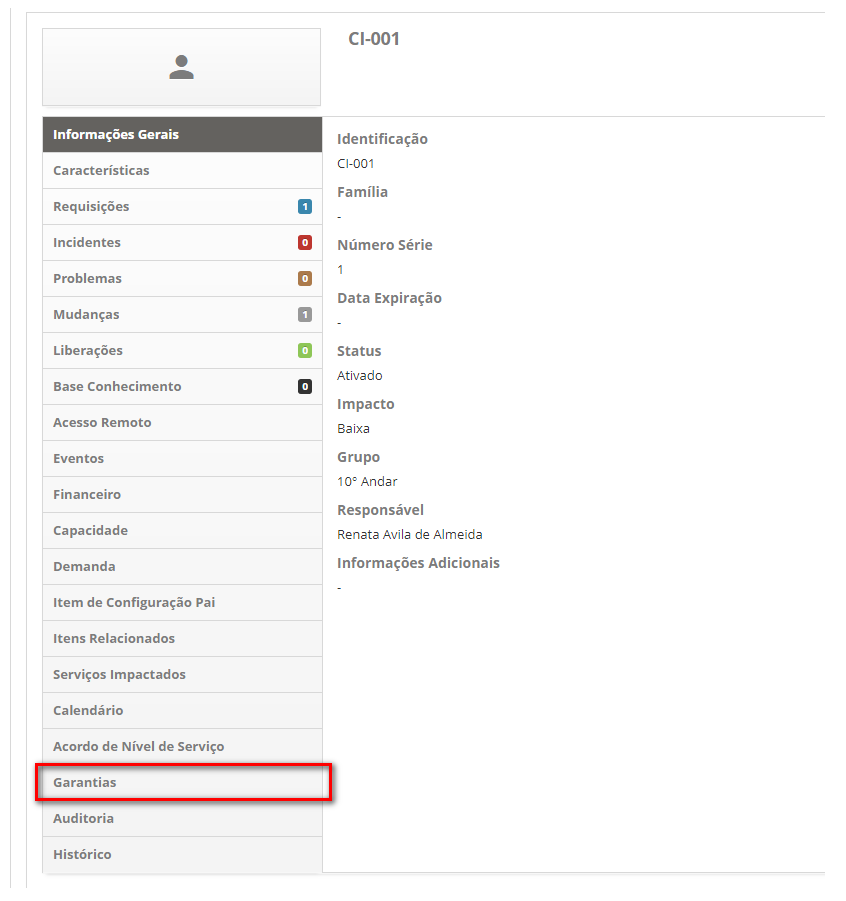 CI-001
Informações Gerais
Características
Requisições 1
Incidentes 0
Problemas 0
Mudanças 1
Liberações 0
Base Conhecimento 0
Acesso Remoto
Eventos
Financeiro
Capacidade
Demanda
Item de Configuração Pai
Itens Relacionados
Serviços Impactados
Calendário
Acordo de Nível de Serviço
Garantias
Auditoria
Histórico
Identificação
CI-001
Família
-
Número Série
1
Data Expiração
-
Status
Ativado
Impacto
Baixa
Grupo
10° Andar
Responsável
Renata Avila de Almeida
Informações Adicionais
-